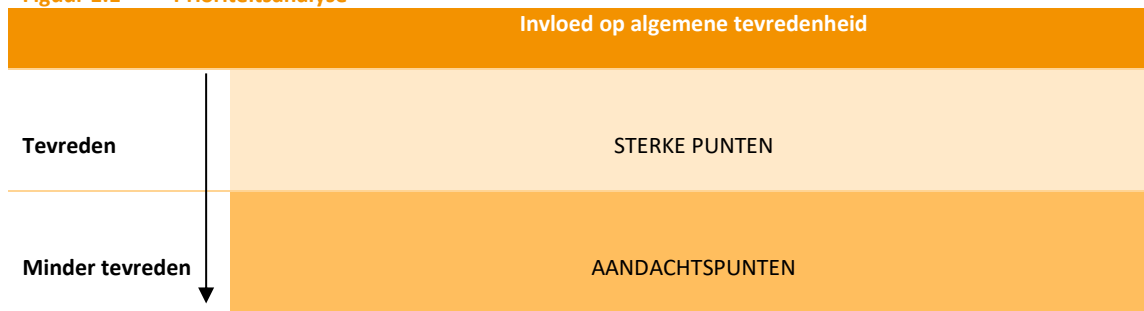 Invloed op algemene tevredenheid
Tevreden
STERKE PUNTEN
Minder tevreden
AANDACHTSPUNTEN